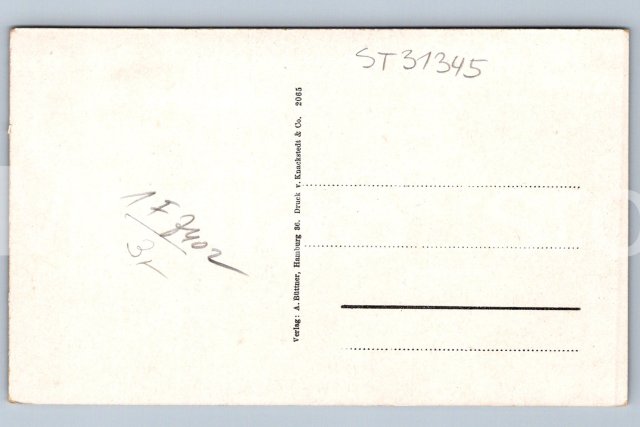 ST31345
Verlag: A. Büttner, Hamburg 36. Druck v. Knackstedt & Co. 2065